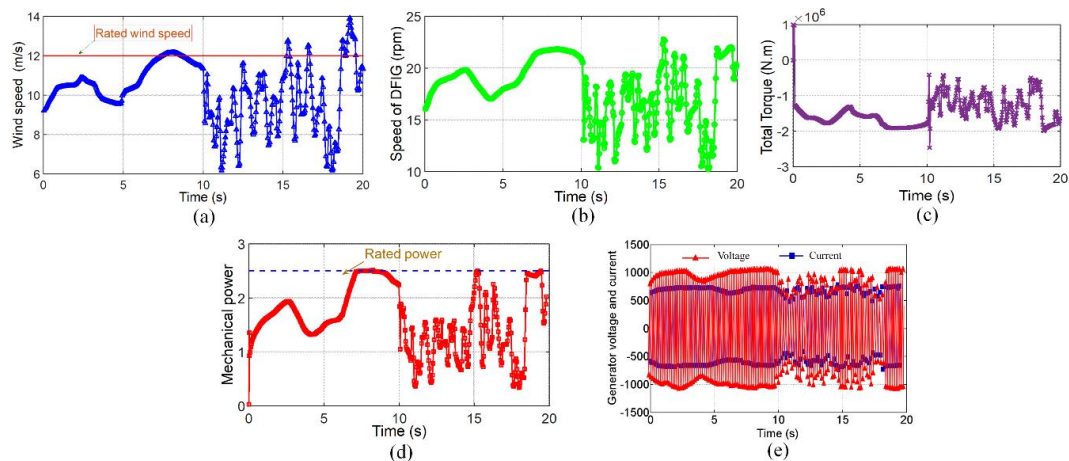 Rated wind speed
Wind speed (m/s)
14
12
10
8
6
0
5
10
15
20
Time (s)
(a)
Speed of DFIG (rpm)
25
20
15
10
0
5
10
15
20
Time (s)
(b)
Total Torque (N.m)
1 × 10⁶
0
-1
-2
-3
0
5
10
15
20
Time (s)
(c)
Mechanical power
Rated power
3
2
1
0
0
5
10
15
20
Time (s)
(d)
Generator voltage and current
Voltage
Current
1500
1000
500
0
-500
-1000
-1500
0
5
10
15
20
Time (s)
(e)